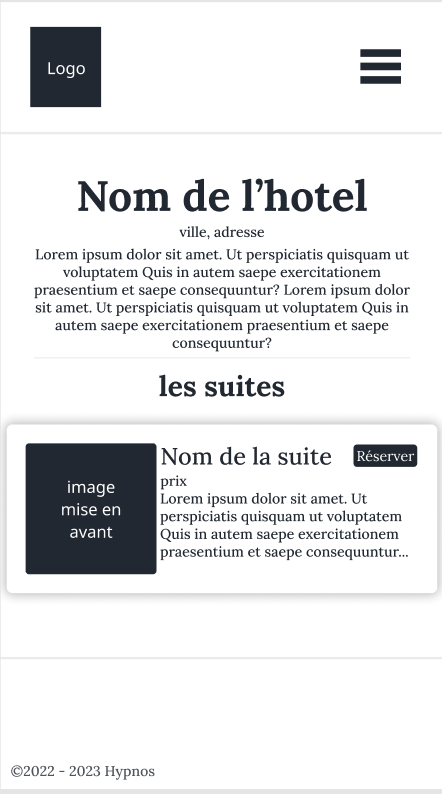 Logo
Nom de l’hotel
ville, adresse
Lorem ipsum dolor sit amet. Ut perspiciatis quisquam ut
voluptatem Quis in autem saepe exercitationem
praesentium et saepe consequuntur? Lorem ipsum dolor
sit amet. Ut perspiciatis quisquam ut voluptatem Quis in
autem saepe exercitationem praesentium et saepe
consequuntur?
les suites
image
mise en
avant
Nom de la suite
Réserver
prix
Lorem ipsum dolor sit amet. Ut
perspiciatis quisquam ut voluptatem
Quis in autem saepe exercitationem
praesentium et saepe consequuntur...
©2022 - 2023 Hypnos